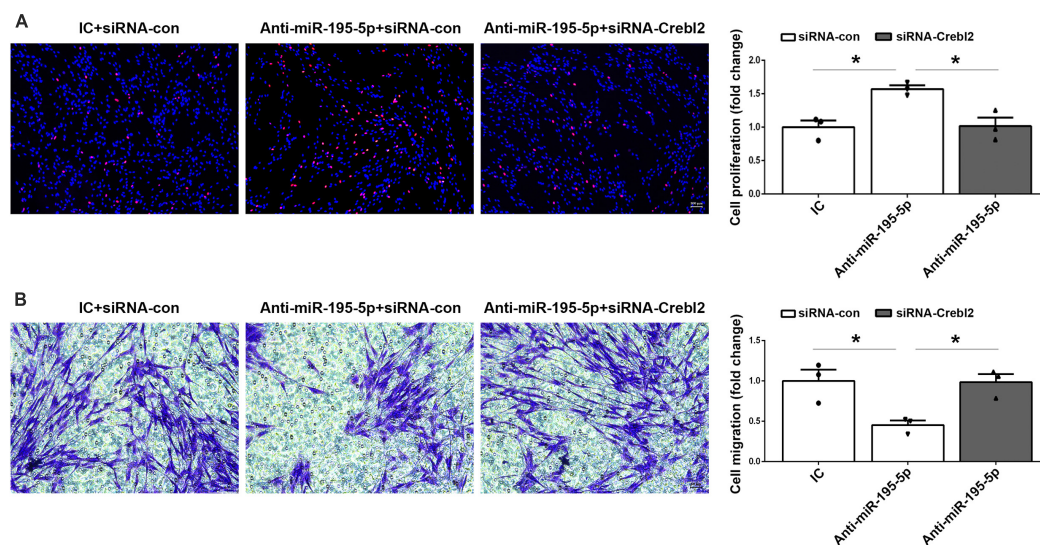 A
IC+siRNA-con
Anti-miR-195-5p+siRNA-con
Anti-miR-195-5p+siRNA-Crebl2
siRNA-con
siRNA-Crebl2
Cell proliferation (fold change)
2.0
1.5
1.0
0.5
0.0
*
*
IC
Anti-miR-195-5p
Anti-miR-195-5p
B
IC+siRNA-con
Anti-miR-195-5p+siRNA-con
Anti-miR-195-5p+siRNA-Crebl2
siRNA-con
siRNA-Crebl2
Cell migration (fold change)
1.5
1.0
0.5
0.0
*
*
IC
Anti-miR-195-5p
Anti-miR-195-5p